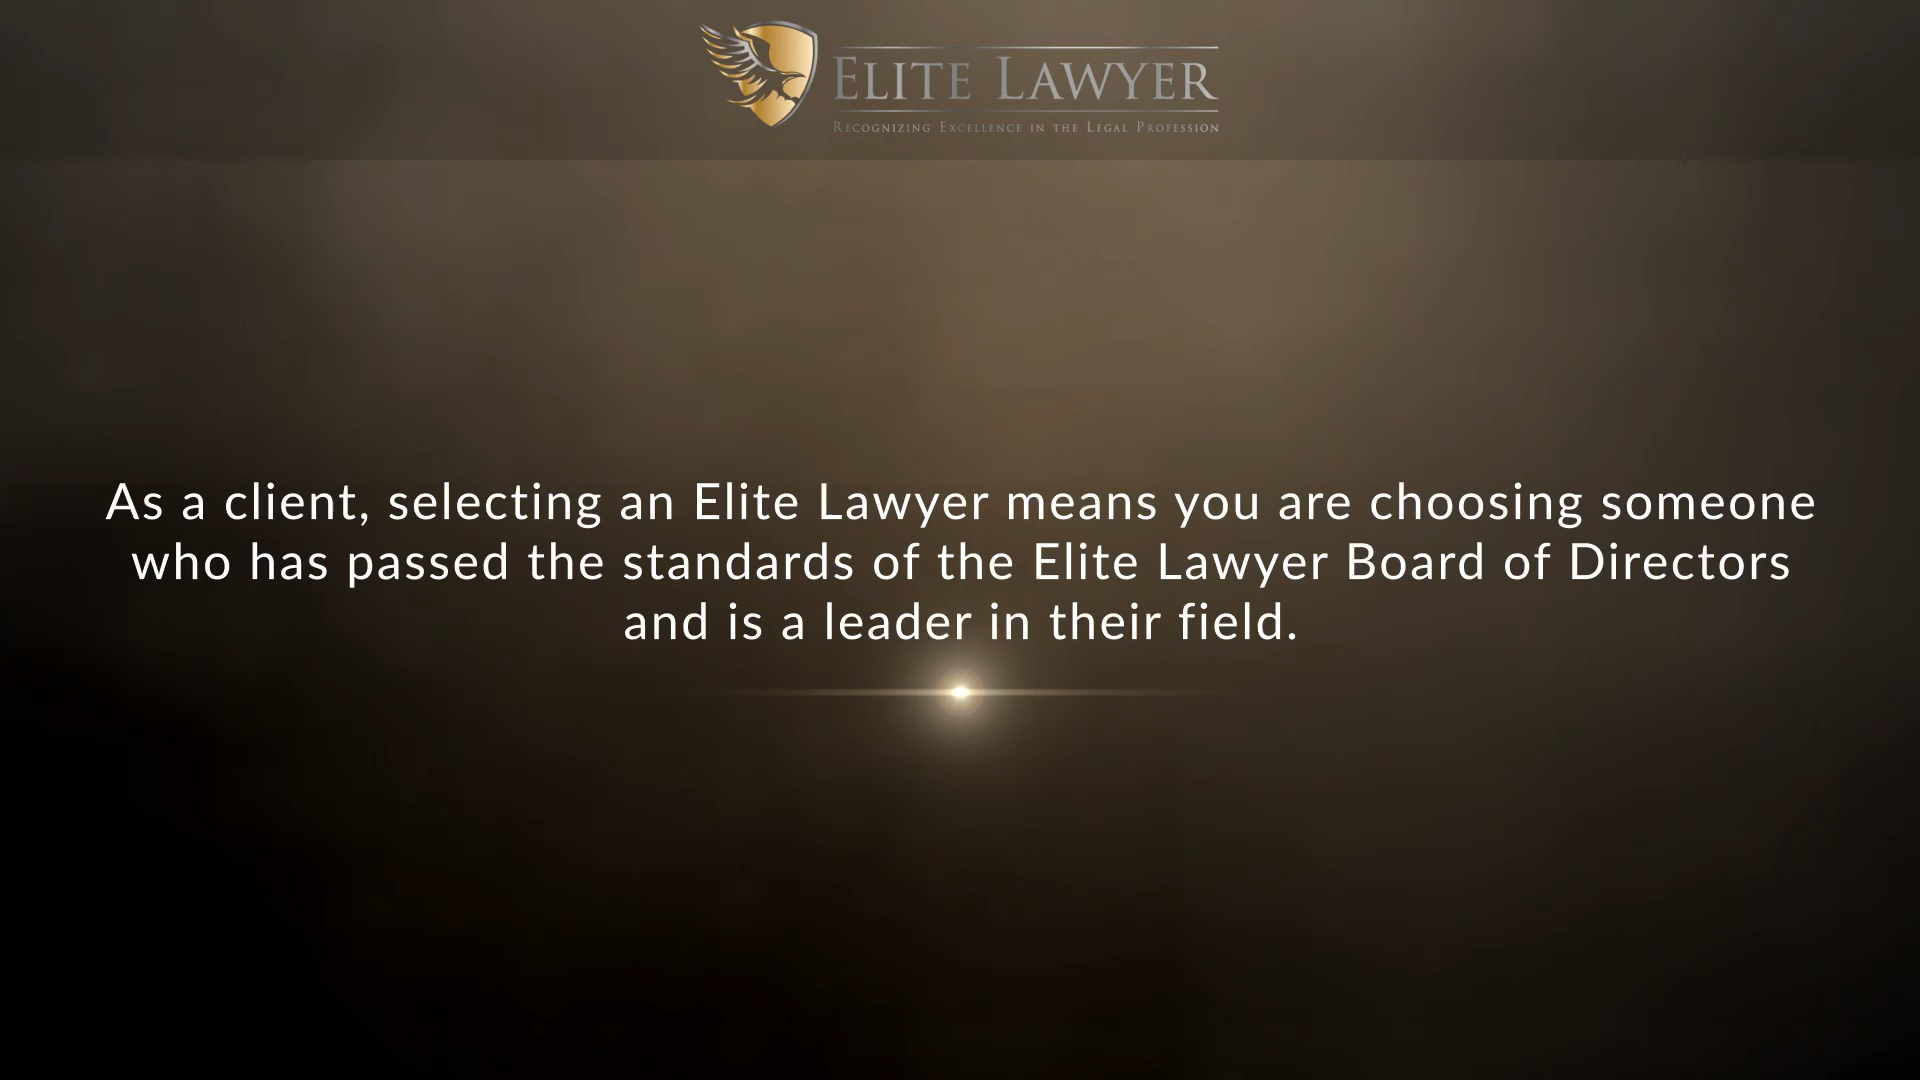 ELITE LAWYER
RECOGNIZING EXCELLENCE IN THE LEGAL PROFESSION
As a client, selecting an Elite Lawyer means you are choosing someone
who has passed the standards of the Elite Lawyer Board of Directors
and is a leader in their field.